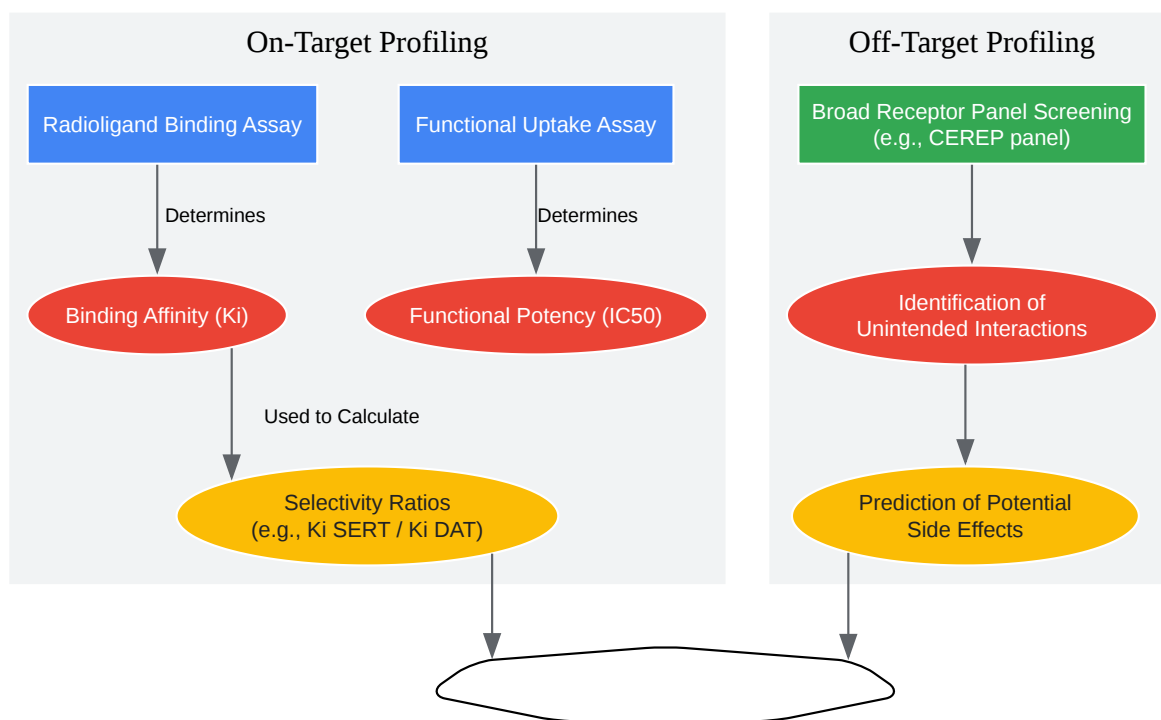 On-Target Profiling
Radioligand Binding Assay
Functional Uptake Assay
Determines
Determines
Binding Affinity (Ki)
Functional Potency (IC50)
Used to Calculate
Selectivity Ratios
(e.g., Ki SERT / Ki DAT)
Off-Target Profiling
Broad Receptor Panel Screening
(e.g., CEREP panel)
Identification of
Unintended Interactions
Prediction of Potential
Side Effects